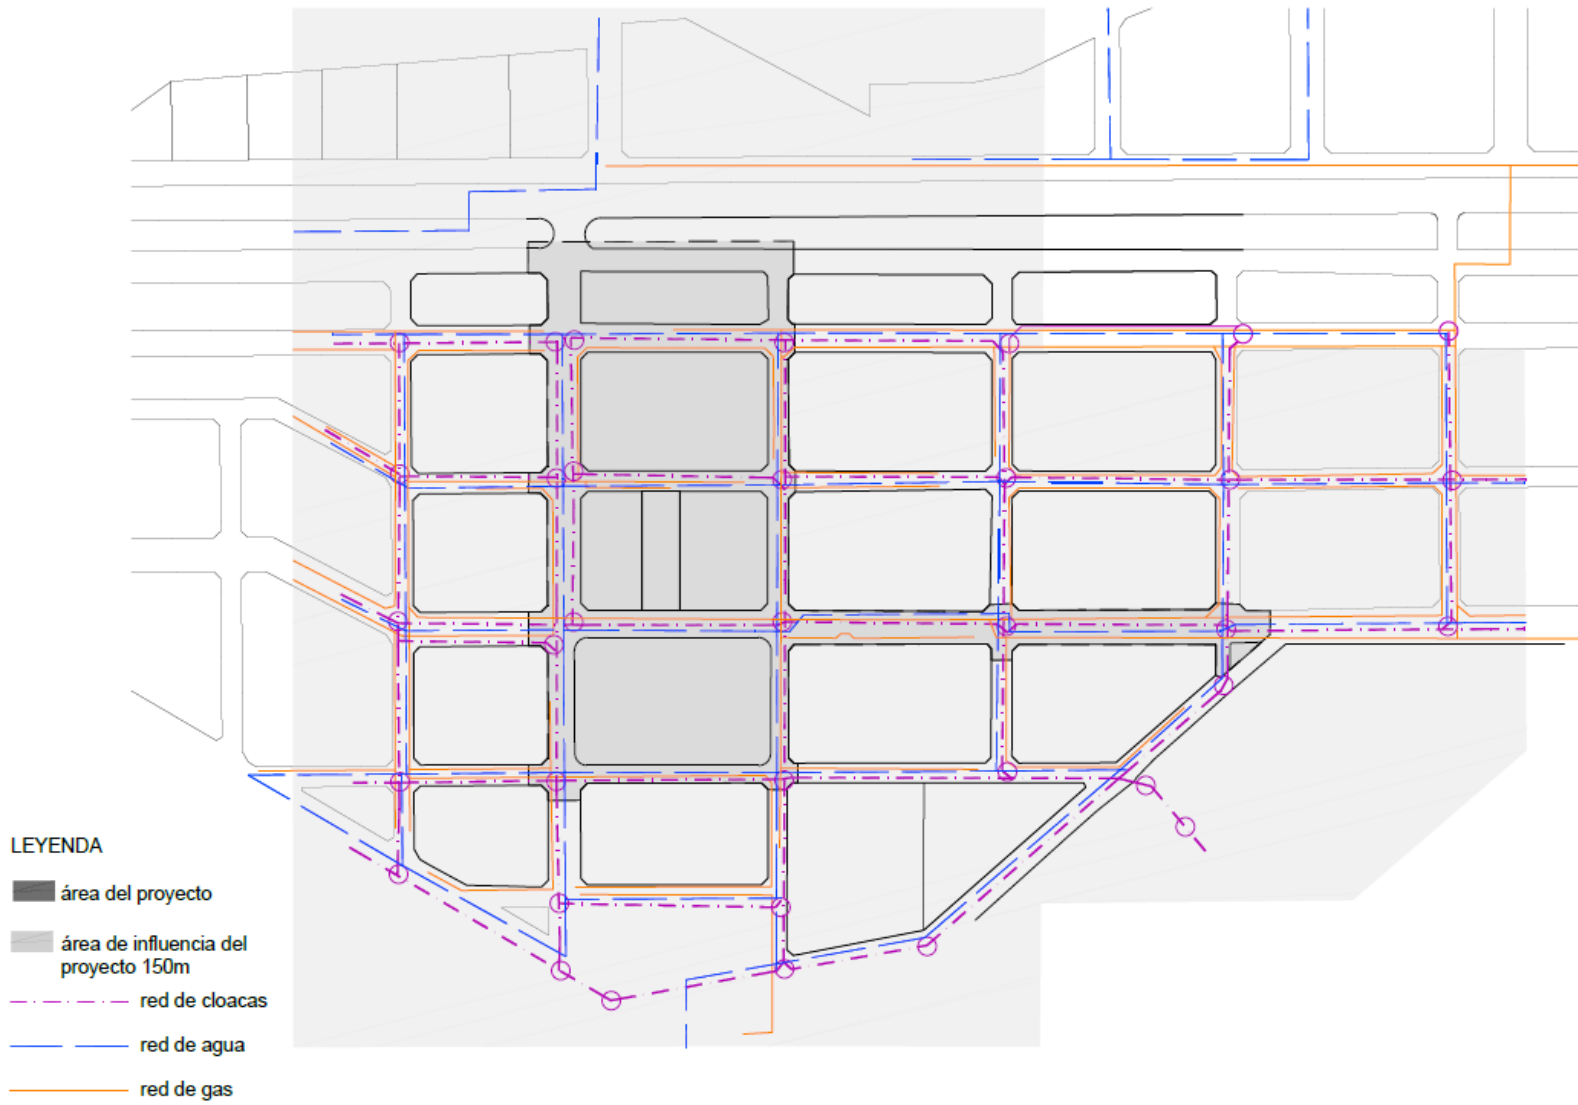 LEYENDA
área del proyecto
área de influencia del
proyecto 150m
red de cloacas
red de agua
red de gas